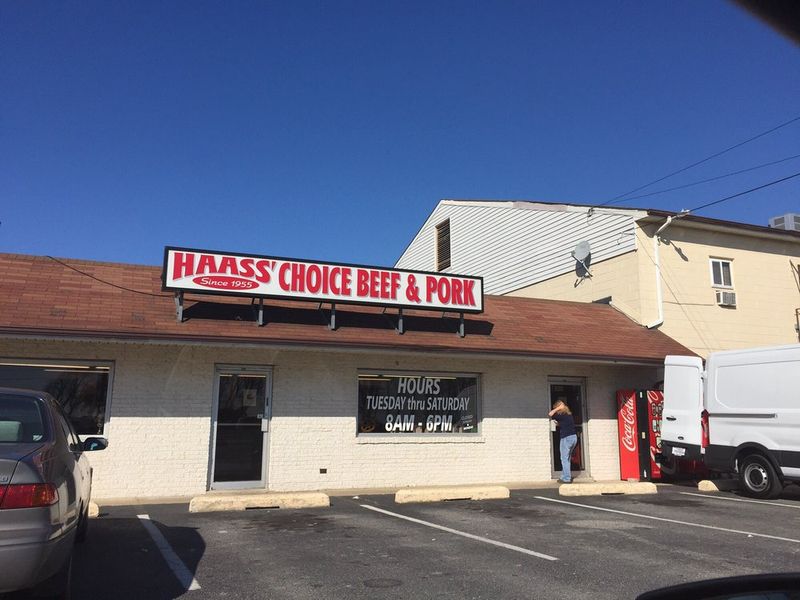 HAASS' CHOICE BEEF & PORK
Since 1955
HOURS
TUESDAY thru SATURDAY
8AM - 6PM
Coca-Cola